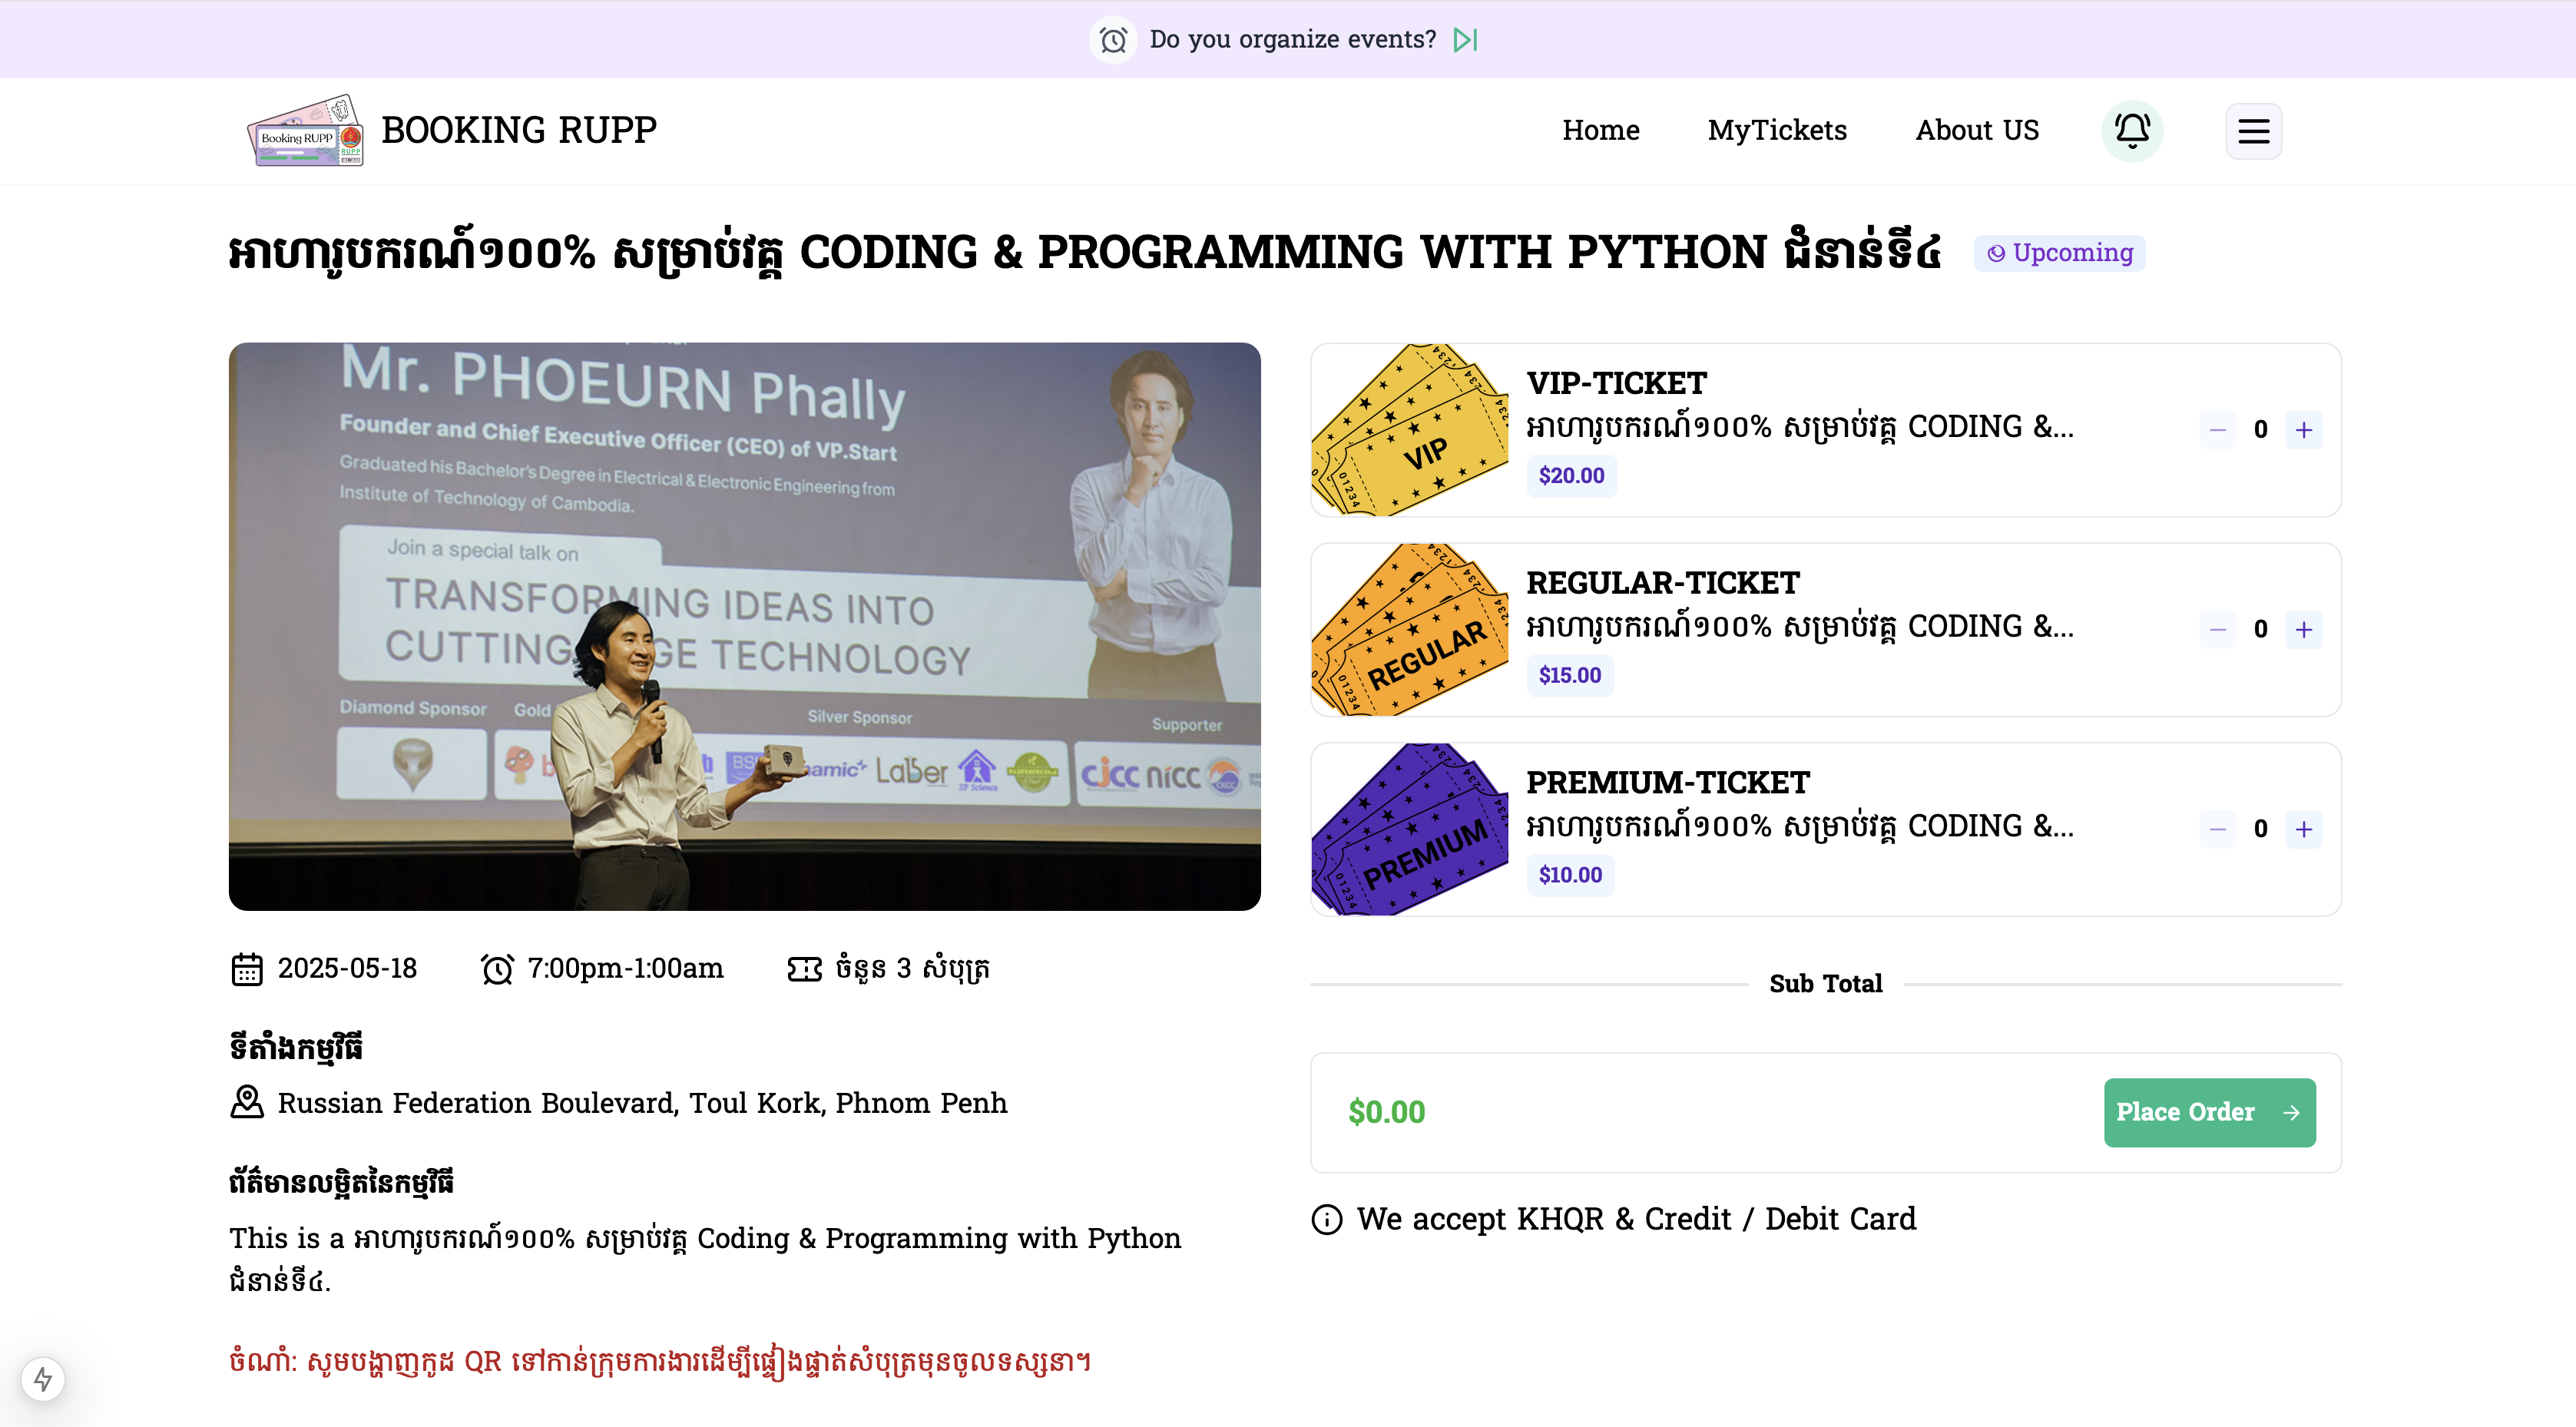 Do you organize events?
Booking RUPP
RUPP
BOOKING RUPP
Home
MyTickets
About US
អាហារូបករណ៍១០០% សម្រាប់វគ្គ CODING & PROGRAMMING WITH PYTHON ជំនាន់ទី៤
Upcoming
Mr. PHOEURN Phally
Founder and Chief Executive Officer (CEO) of VP.Start
Graduated his Bachelor's Degree in Electrical & Electronic Engineering from
Institute of Technology of Cambodia.
Join a special talk on
TRANSFORMING IDEAS INTO
CUTTING GE TECHNOLOGY
Diamond Sponsor
Gold
Silver Sponsor
Supporter
BS
namic
Laber
SP Science
KIRIROM
CJCC
nicc
2025-05-18
7:00pm-1:00am
ចំនួន 3 សំបុត្រ
ទីតាំងកម្មវិធី
Russian Federation Boulevard, Toul Kork, Phnom Penh
ព័ត៌មានលម្អិតនៃកម្មវិធី
This is a អាហារូបករណ៍១០០% សម្រាប់វគ្គ Coding & Programming with Python
ជំនាន់ទី៤.
ចំណាំ: សូមបង្ហាញកូដ QR ទៅកាន់ក្រុមការងារដើម្បីផ្ទៀងផ្ទាត់សំបុត្រមុនចូលទស្សនា។
VIP
01234
VIP-TICKET
អាហារូបករណ៍១០០% សម្រាប់វគ្គ CODING &...
$20.00
0
REGULAR
01234
REGULAR-TICKET
អាហារូបករណ៍១០០% សម្រាប់វគ្គ CODING &...
$15.00
0
PREMIUM
01234
PREMIUM-TICKET
អាហារូបករណ៍១០០% សម្រាប់វគ្គ CODING &...
$10.00
0
Sub Total
$0.00
Place Order
We accept KHQR & Credit / Debit Card